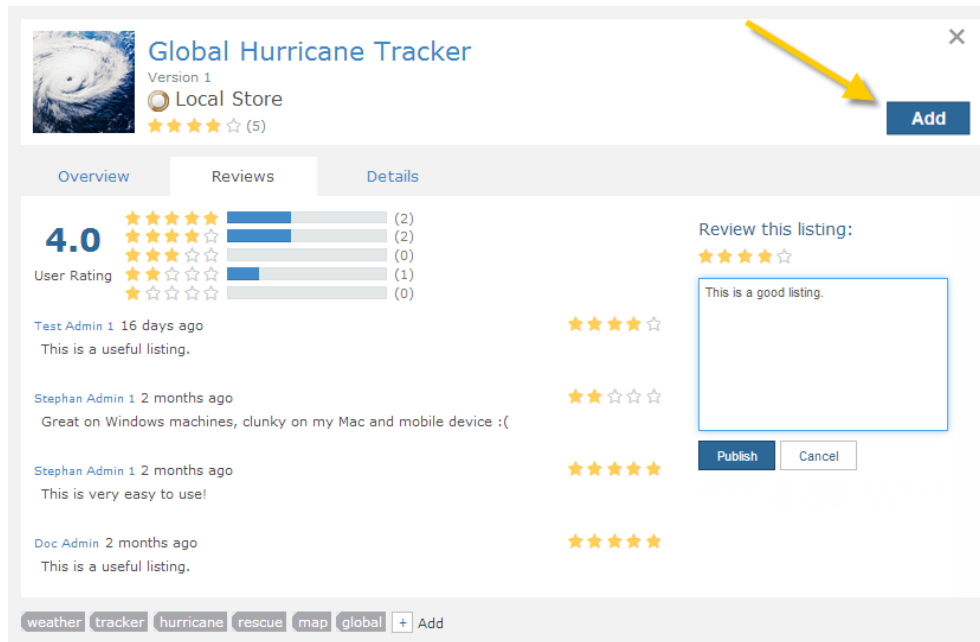 Global Hurricane Tracker
Version 1
Local Store
(5)
Add
Overview Reviews Details
4.0
User Rating
(2)
(2)
(0)
(1)
(0)
Test Admin 1 16 days ago
This is a useful listing.
Stephan Admin 1 2 months ago
Great on Windows machines, clunky on my Mac and mobile device :(
Stephan Admin 1 2 months ago
This is very easy to use!
Doc Admin 2 months ago
This is a useful listing.
Review this listing:
This is a good listing.
Publish Cancel
weather tracker hurricane rescue map global + Add